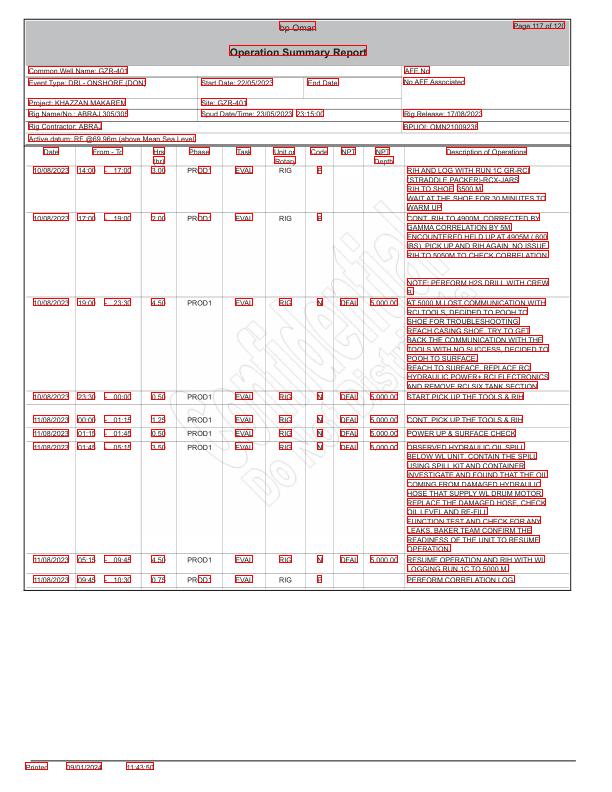 bp Oman
Page 117 of 120
Operation Summary Report
Common Well Name: GZR-401
AFE No
Event Type: DRL- ONSHORE (DON)
Start Date: 22/05/2023
End Date:
No AFE Associated
Project: KHAZZAN MAKAREM
Site: GZR-401
Rig Name/No.: ABRAJ 305/305
Spud Date/Time: 23/05/2023 23:15:00
Rig Release: 17/08/2023
Rig Contractor: ABRAJ
BPUOI: OMN21009236
Active datum: RF @69.96m (above Mean Sea Level)
Date From - To Hrs (hr) Phase Task Unit or Rotary Code NPT NPT Depth Description of Operations
10/08/2023 14:00 - 17:00 3.00 PROD1 EVAL RIG P RIH AND LOG WITH RUN 1C GR-RCI
(STRADDLE PACKER)-RCX-JARS
RIH TO SHOE 3500 M
WAIT AT THE SHOE FOR 30 MINUTES TO
WARM UP
10/08/2023 17:00 - 19:00 2.00 PROD1 EVAL RIG P CONT. RIH TO 4900M. CORRECTED BY
GAMMA CORRELATION BY 5M
ENCOUNTERED HELD UP AT 4905M ( 600
LBS). PICK UP AND RIH AGAIN. NO ISSUE.
RIH TO 5050M TO CHECK CORRELATION
NOTE: PERFORM H2S DRILL WITH CREW
10/08/2023 19:00 - 23:30 4.50 PROD1 EVAL RIG N DFAL 5,000.00 AT 5000 M LOST COMMUNICATION WITH
RCI TOOLS. DECIDED TO POOH TO
SHOE FOR TROUBLESHOOTING
REACH CASING SHOE. TRY TO GET
BACK THE COMMUNICATION WITH THE
TOOLS WITH NO SUCCESS. DECIDED TO
POOH TO SURFACE.
REACH TO SURFACE. REPLACE RCI
HYDRAULIC POWER+ RCI ELECTRONICS
AND REMOVE RCI SIX TANK SECTION
10/08/2023 23:30 - 00:00 0.50 PROD1 EVAL RIG N DFAL 5,000.00 START PICK UP THE TOOLS & RIH
11/08/2023 00:00 - 01:15 1.25 PROD1 EVAL RIG N DFAL 5,000.00 CONT. PICK UP THE TOOLS
11/08/2023 01:15 - 01:45 0.50 PROD1 EVAL RIG N DFAL 5,000.00 POWER UP & SURFACE CHECK
11/08/2023 01:45 - 05:15 3.50 PROD1 EVAL RIG N DFAL 5,000.00 OBSERVED HYDRAULIC OIL SPILL
BELOW WL UNIT. CONTAIN THE SPILL
USING SPILL KIT AND CONTAINER
INVESTIGATE AND FOUND THAT THE OIL
COMING FROM DAMAGED HYDRAULIC
HOSE THAT SUPPLY WL DRUM MOTOR.
REPLACE THE DAMAGED HOSE. CHECK
OIL LEVEL AND RE-FILL
FUNCTION TEST AND CHECK FOR ANY
LEAKS. BAKER TEAM CONFIRM THE
READINESS OF THE UNIT TO RESUME
OPERATION
11/08/2023 05:15 - 09:45 4.50 PROD1 EVAL RIG N DFAL 5,000.00 RESUME OPERATION AND RIH WITH WL
LOGGING RUN-1C TO 5000 M
11/08/2023 09:45 - 10:30 0.75 PROD1 EVAL RIG P PERFORM CORRELATION LOG.
Confidential
Printed 09/01/2024 11:43:50